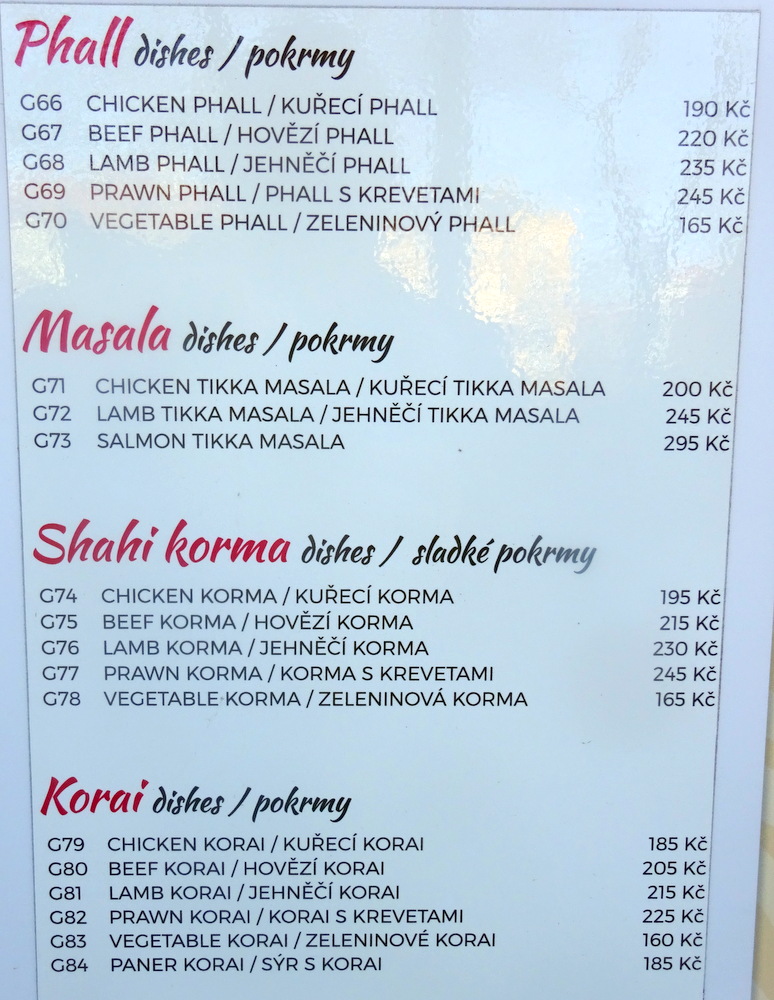 Phall dishes / pokrmy
G66 CHICKEN PHALL / KUŘECÍ PHALL 190 Kč
G67 BEEF PHALL / HOVĚZÍ PHALL 220 Kč
G68 LAMB PHALL / JEHNĚČÍ PHALL 235 Kč
G69 PRAWN PHALL / PHALL S KREVETAMI 245 Kč
G70 VEGETABLE PHALL / ZELENINOVÝ PHALL 165 Kč
Masala dishes / pokrmy
G71 CHICKEN TIKKA MASALA / KUŘECÍ TIKKA MASALA 200 Kč
G72 LAMB TIKKA MASALA / JEHNĚČÍ TIKKA MASALA 245 Kč
G73 SALMON TIKKA MASALA 295 Kč
Shahi korma dishes / sladké pokrmy
G74 CHICKEN KORMA / KUŘECÍ KORMA 195 Kč
G75 BEEF KORMA / HOVĚZÍ KORMA 215 Kč
G76 LAMB KORMA / JEHNĚČÍ KORMA 230 Kč
G77 PRAWN KORMA / KORMA S KREVETAMI 245 Kč
G78 VEGETABLE KORMA / ZELENINOVÁ KORMA 165 Kč
Korai dishes / pokrmy
G79 CHICKEN KORAI / KUŘECÍ KORAI 185 Kč
G80 BEEF KORAI / HOVĚZÍ KORAI 205 Kč
G81 LAMB KORAI / JEHNĚČÍ KORAI 215 Kč
G82 PRAWN KORAI / KORAI S KREVETAMI 225 Kč
G83 VEGETABLE KORAI / ZELENINOVÉ KORAI 160 Kč
G84 PANER KORAI / SÝR S KORAI 185 Kč